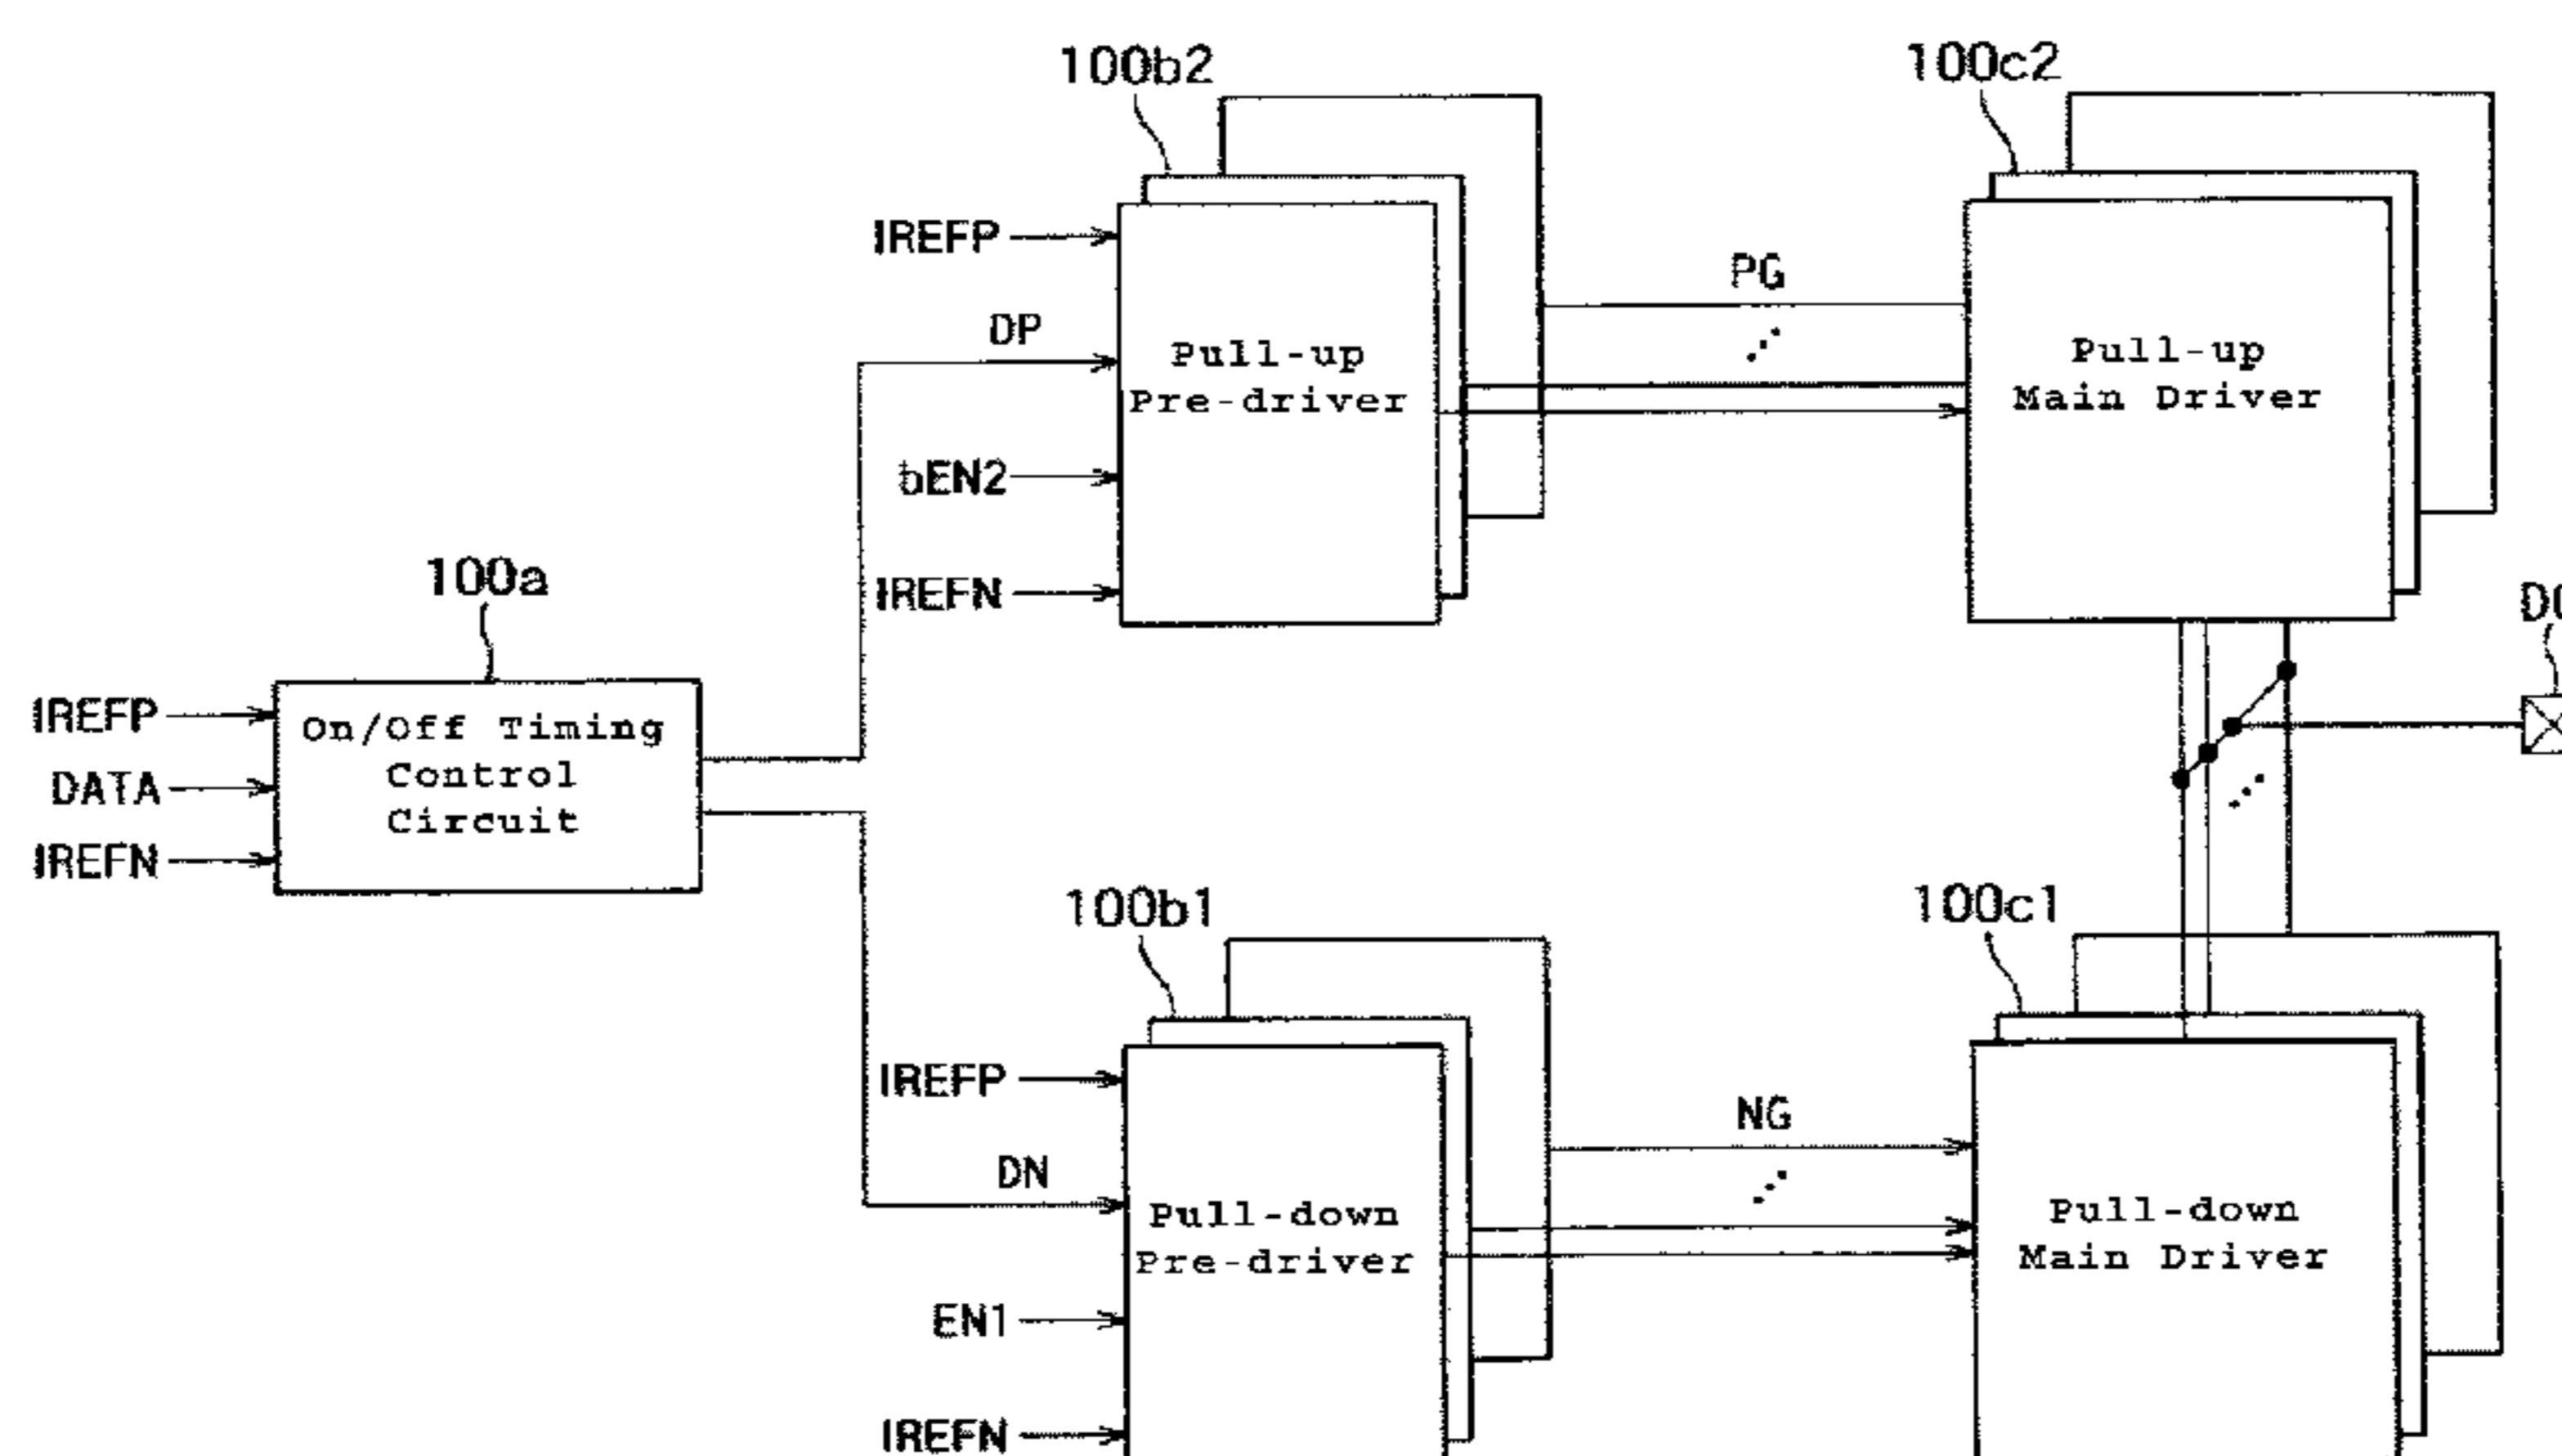 100b2
100c2
IREFP
PG
DP
Pull-up
Pre-driver
Pull-up
Main Driver
bEN2
IREFN
100a
IREFP
On/Off Timing
Control
Circuit
DATA
IREFN
100b1
100c1
IREFP
NG
DN
Pull-down
Pre-driver
Pull-down
Main Driver
EN1
IREFN